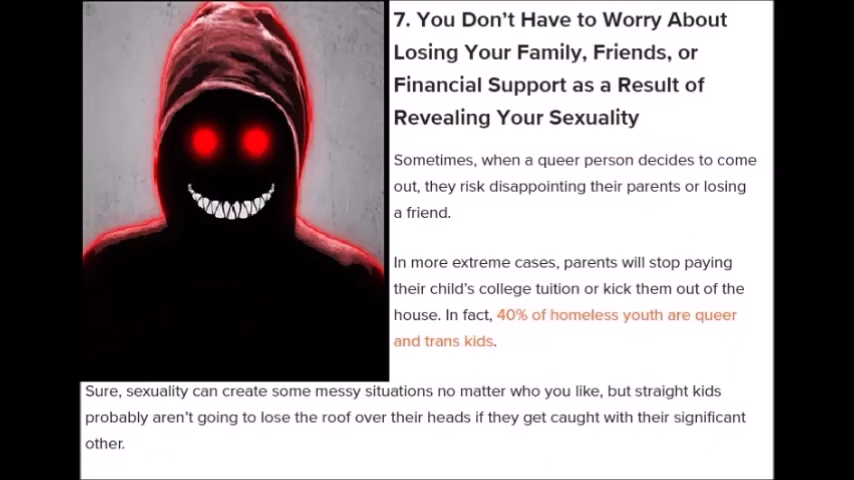 7. You Don’t Have to Worry About
Losing Your Family, Friends, or
Financial Support as a Result of
Revealing Your Sexuality
Sometimes, when a queer person decides to come
out, they risk disappointing their parents or losing
a friend.
In more extreme cases, parents will stop paying
their child’s college tuition or kick them out of the
house. In fact, 40% of homeless youth are queer
and trans kids.
Sure, sexuality can create some messy situations no matter who you like, but straight kids
probably aren’t going to lose the roof over their heads if they get caught with their significant
other.